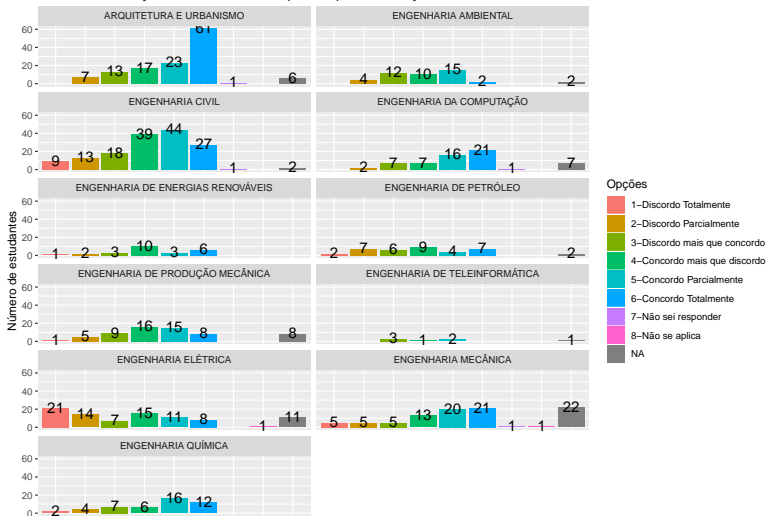 ARQUITETURA E URBANISMO
7 13 17 23 61 1 6
ENGENHARIA AMBIENTAL
4 12 10 15 2 2
ENGENHARIA CIVIL
9 13 18 39 44 27 1 2
ENGENHARIA DA COMPUTAÇÃO
2 7 7 16 21 1 7
ENGENHARIA DE ENERGIAS RENOVÁVEIS
1 2 3 10 3 6
ENGENHARIA DE PETRÓLEO
2 7 6 9 4 7 2
ENGENHARIA DE PRODUÇÃO MECÂNICA
1 5 9 16 15 8 8
ENGENHARIA DE TELEINFORMÁTICA
3 1 2 1
ENGENHARIA ELÉTRICA
21 14 7 15 11 8 1 11
ENGENHARIA MECÂNICA
5 5 5 13 20 21 1 1 22
ENGENHARIA QUÍMICA
2 4 7 6 16 12
60
40
20
0
60
40
20
0
60
40
20
0
60
40
20
0
60
40
20
0
60
40
20
0
Número de estudantes
Opções
1–Discordo Totalmente
2–Discordo Parcialmente
3–Discordo mais que concordo
4–Concordo mais que discordo
5–Concordo Parcialmente
6–Concordo Totalmente
7–Não sei responder
8–Não se aplica
NA